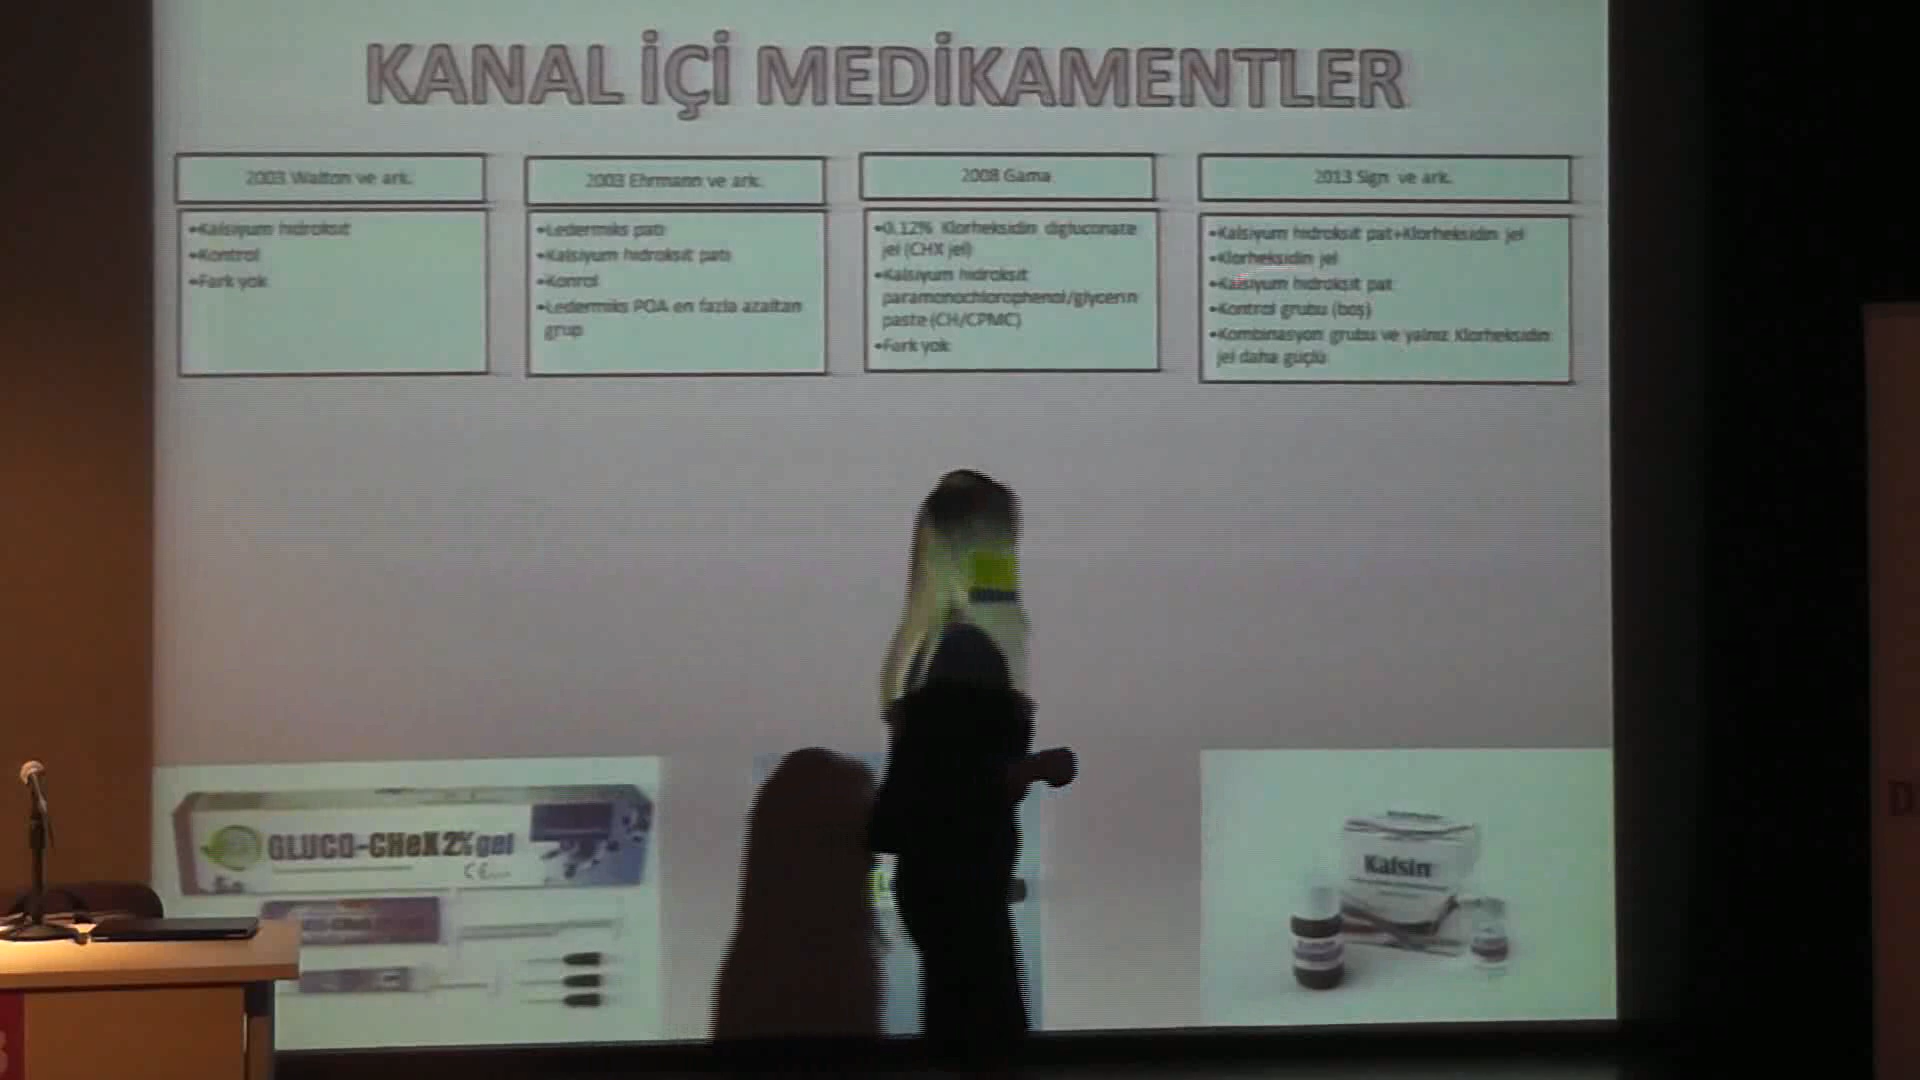 KANAL İÇİ MEDİKAMENTLER
2003 Walton ve ark.
•Kalsiyum hidroksit
•Kontrol
•Fark yok
2003 Ehrmann ve ark.
•Ledermiks patı
•Kalsiyum hidroksit patı
•Konrol
•Ledermiks POA en fazla azaltan
grup
2008 Gama
•0.12% Klorheksidin digluconate
jel (CHX jel)
•Kalsiyum hidroksit
paramonochlorophenol/glycerin
paste (CH/CPMC)
•Fark yok
2013 Sign ve ark.
•Kalsiyum hidroksit pat+Klorheksidin jel
•Klorheksidin jel
•Kalsiyum hidroksit pat
•Kontrol grubu (boş)
•Kombinasyon grubu ve yalnız Klorheksidin
jel daha güçlü
GLUCO-CHeX 2% gel
CE
Kalsin
D